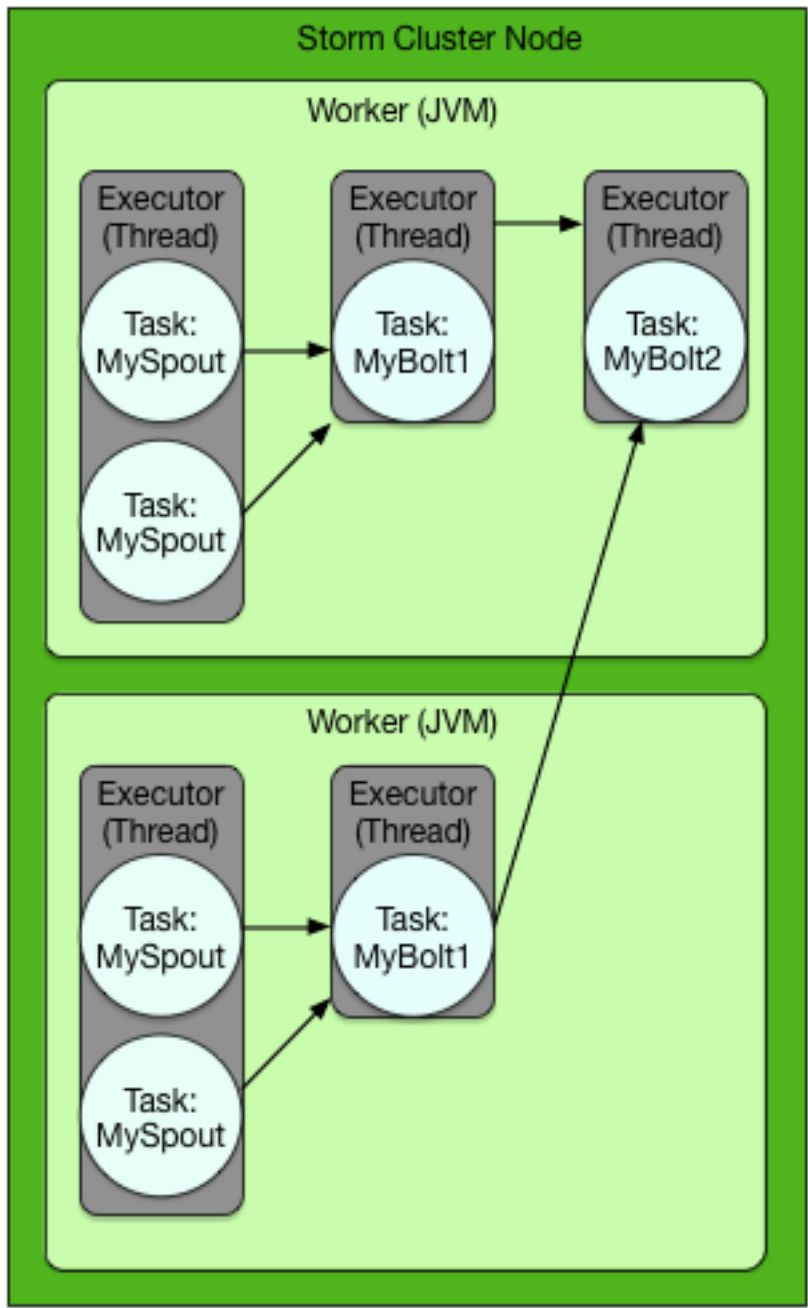 Storm Cluster Node
Worker (JVM)
Executor
(Thread)
Task:
MySpout
Task:
MySpout
Executor
(Thread)
Task:
MyBolt1
Executor
(Thread)
Task:
MyBolt2
Worker (JVM)
Executor
(Thread)
Task:
MySpout
Task:
MySpout
Executor
(Thread)
Task:
MyBolt1